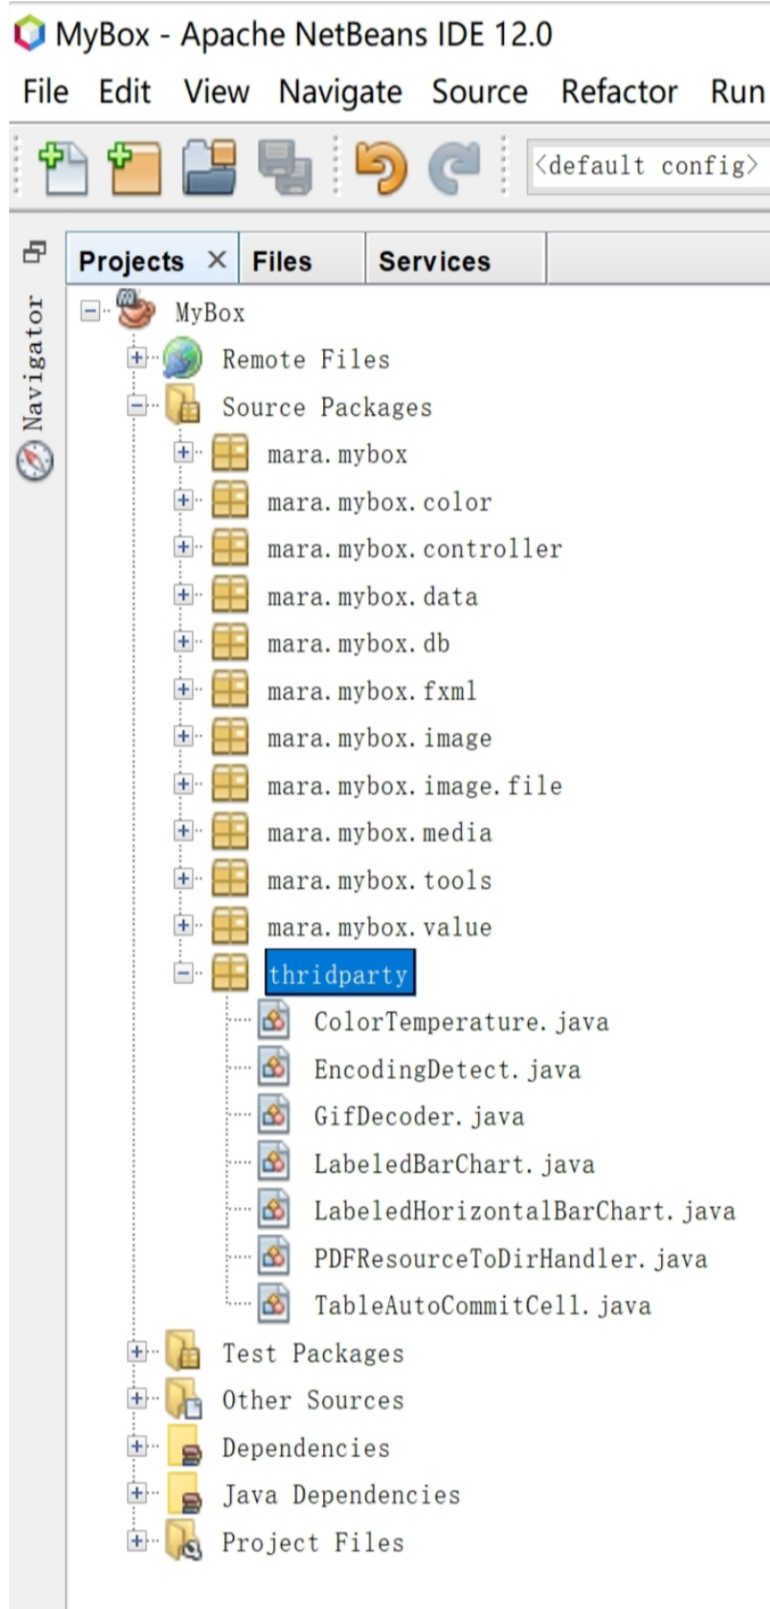 MyBox - Apache NetBeans IDE 12.0
File Edit View Navigate Source Refactor Run
<default config>
Projects Files Services
Navigator
MyBox
Remote Files
Source Packages
mara.mybox
mara.mybox.color
mara.mybox.controller
mara.mybox.data
mara.mybox.db
mara.mybox.fxml
mara.mybox.image
mara.mybox.image.file
mara.mybox.media
mara.mybox.tools
mara.mybox.value
thridparty
ColorTemperature.java
EncodingDetect.java
GifDecoder.java
LabeledBarChart.java
LabeledHorizontalBarChart.java
PDFResourceToDirHandler.java
TableAutoCommitCell.java
Test Packages
Other Sources
Dependencies
Java Dependencies
Project Files